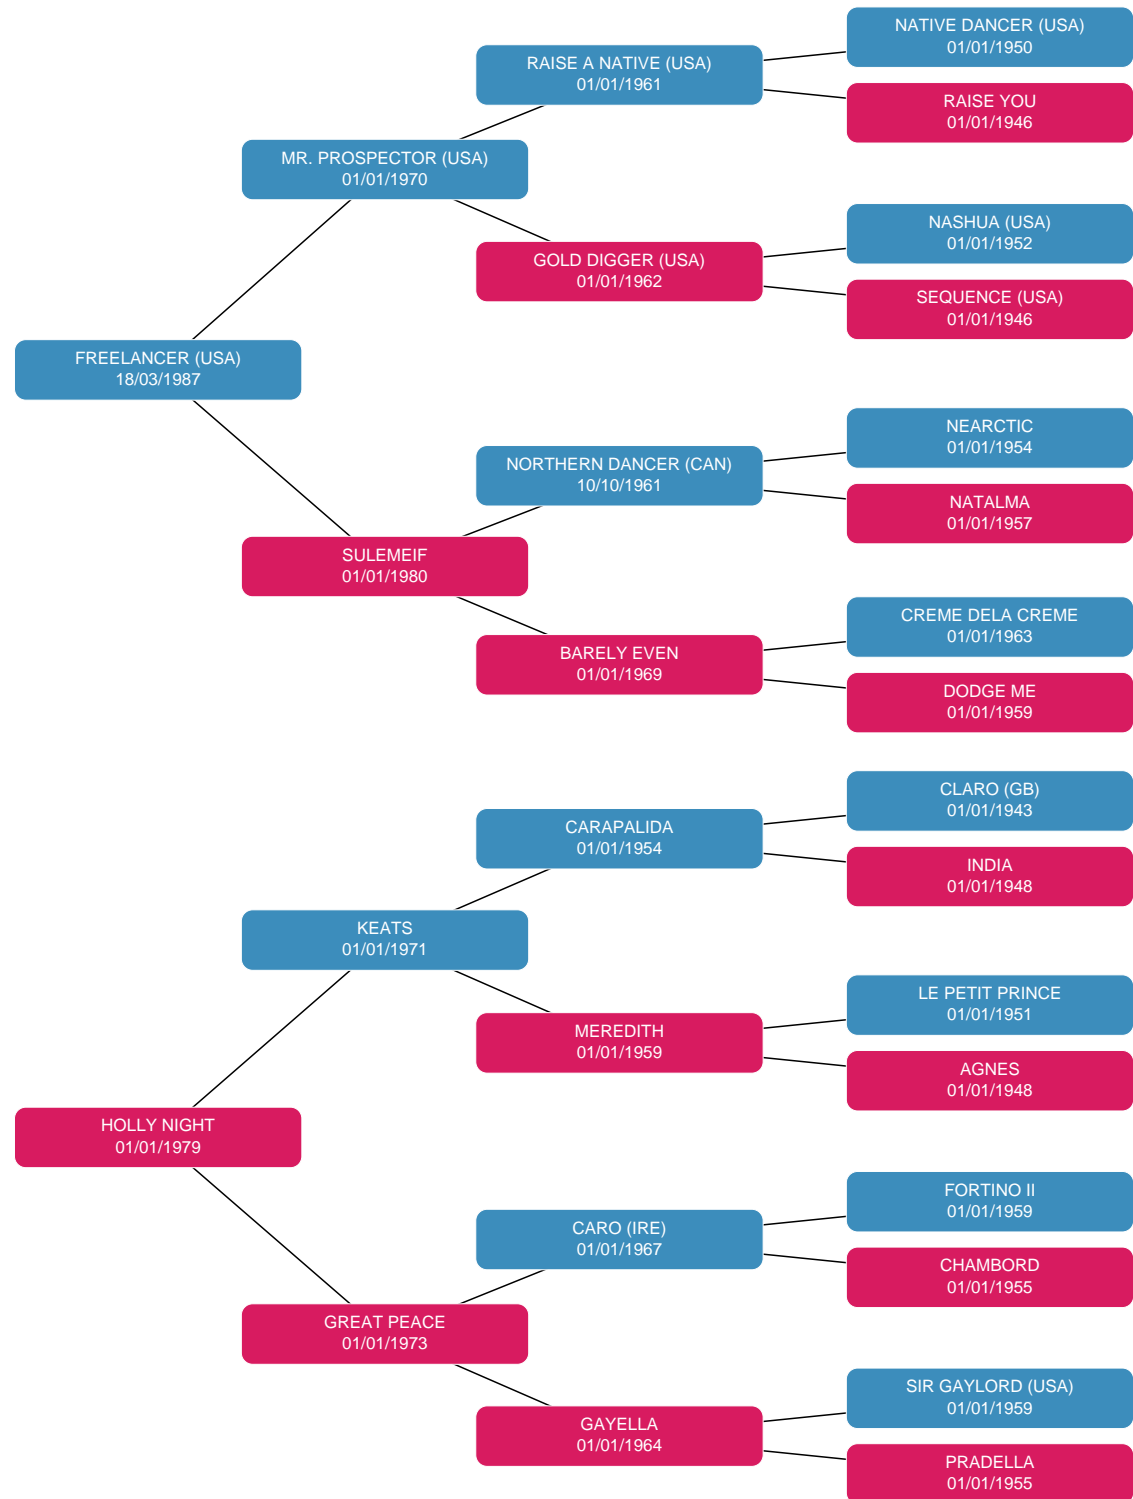 NATIVE DANCER (USA)
01/01/1950
RAISE A NATIVE (USA)
01/01/1961
RAISE YOU
01/01/1946
MR. PROSPECTOR (USA)
01/01/1970
NASHUA (USA)
01/01/1952
GOLD DIGGER (USA)
01/01/1962
SEQUENCE (USA)
01/01/1946
FREELANCER (USA)
18/03/1987
NEARCTIC
01/01/1954
NORTHERN DANCER (CAN)
10/10/1961
NATALMA
01/01/1957
SULEMEIF
01/01/1980
CREME DELA CREME
01/01/1963
BARELY EVEN
01/01/1969
DODGE ME
01/01/1959
CLARO (GB)
01/01/1943
CARAPALIDA
01/01/1954
INDIA
01/01/1948
KEATS
01/01/1971
LE PETIT PRINCE
01/01/1951
MEREDITH
01/01/1959
AGNES
01/01/1948
HOLLY NIGHT
01/01/1979
FORTINO II
01/01/1959
CARO (IRE)
01/01/1967
CHAMBORD
01/01/1955
GREAT PEACE
01/01/1973
SIR GAYLORD (USA)
01/01/1959
GAYELLA
01/01/1964
PRADELLA
01/01/1955